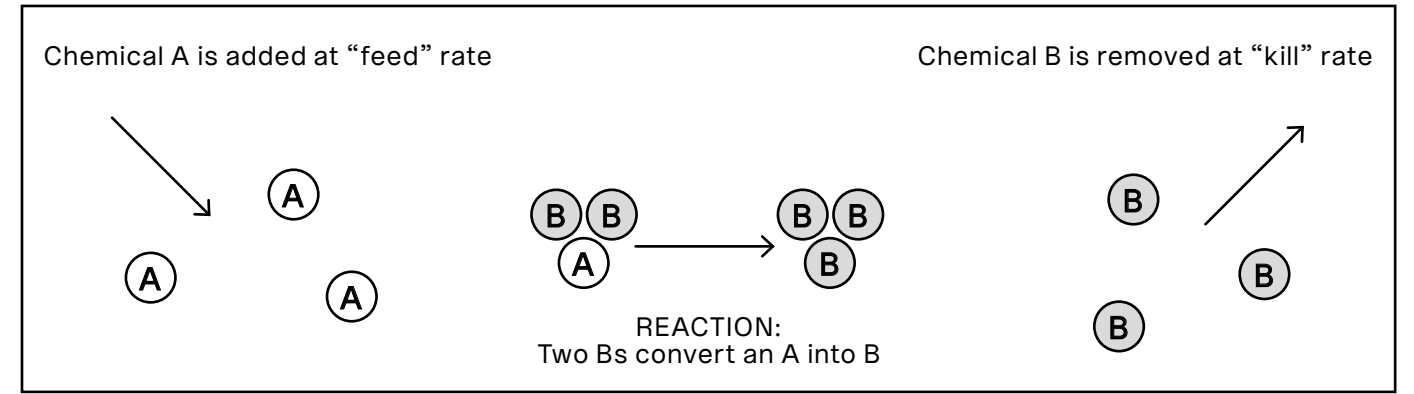 Chemical A is added at “feed” rate
Chemical B is removed at “kill” rate
A
A
A
B B
A
B B
B
REACTION:
Two Bs convert an A into B
B
B
B